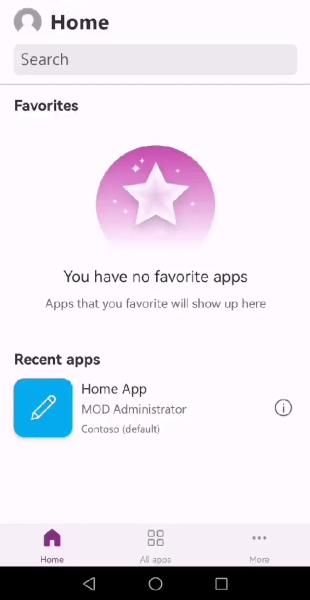 Home
Search
Favorites
You have no favorite apps
Apps that you favorite will show up here
Recent apps
Home App
MOD Administrator
Contoso (default)
Home
All apps
More